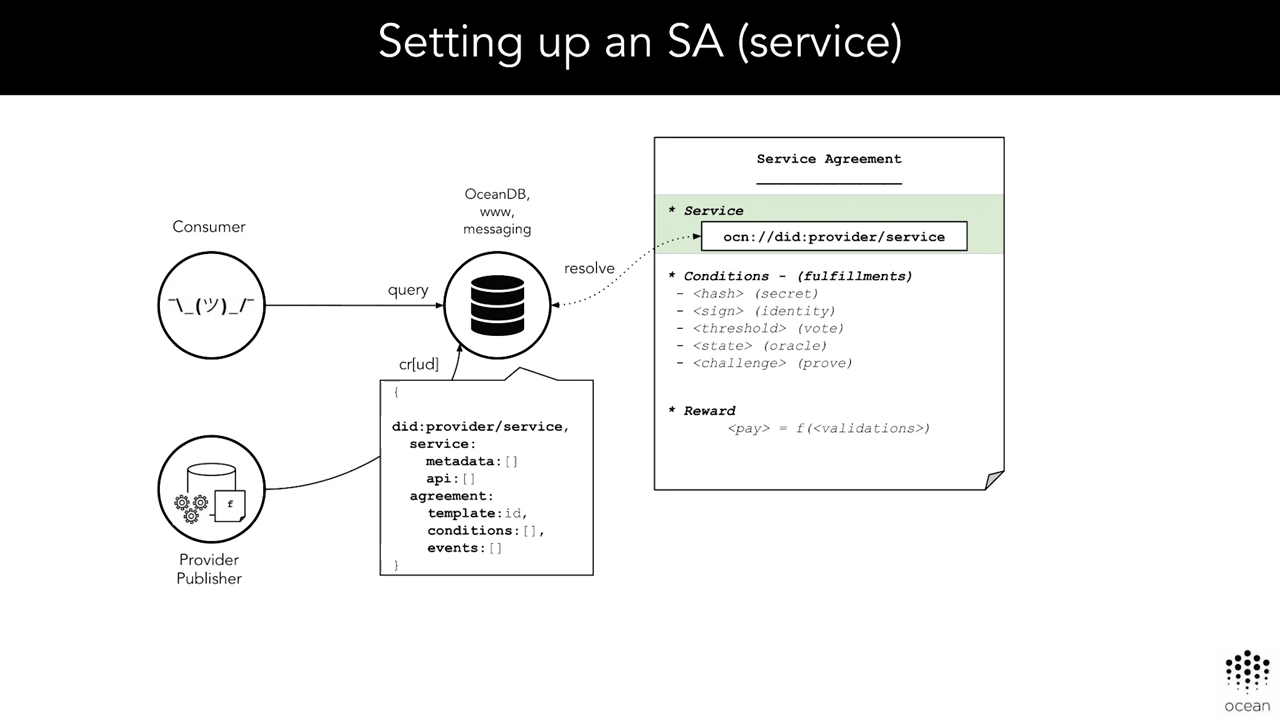 Setting up an SA (service)
Consumer
¯\_(ツ)_/¯
query
OceanDB,
www,
messaging
resolve
cr[ud]
Provider
Publisher
f
{
did:provider/service,
service:
metadata:[]
api:[]
agreement:
template:id,
conditions:[],
events:[]
}
Service Agreement
* Service
ocn://did:provider/service
* Conditions - (fulfillments)
- <hash> (secret)
- <sign> (identity)
- <threshold> (vote)
- <state> (oracle)
- <challenge> (prove)
* Reward
<pay> = f(<validations>)
ocean